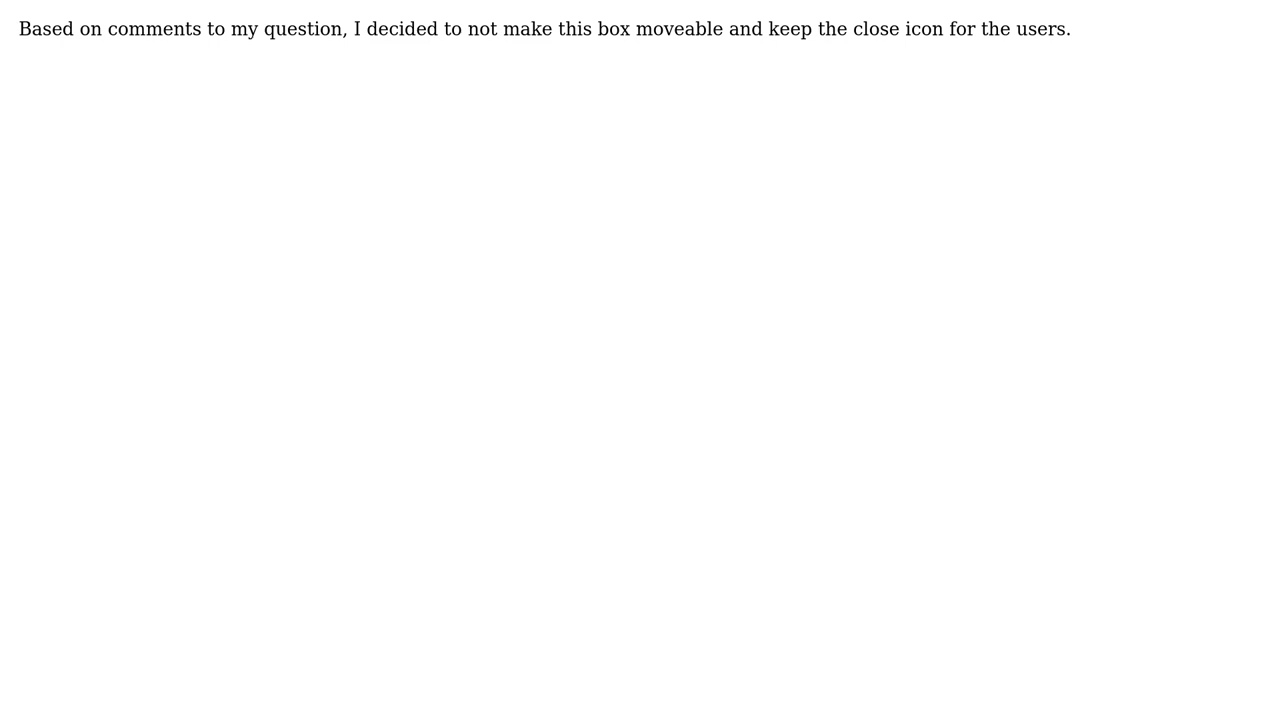 Based on comments to my question, I decided to not make this box moveable and keep the close icon for the users.